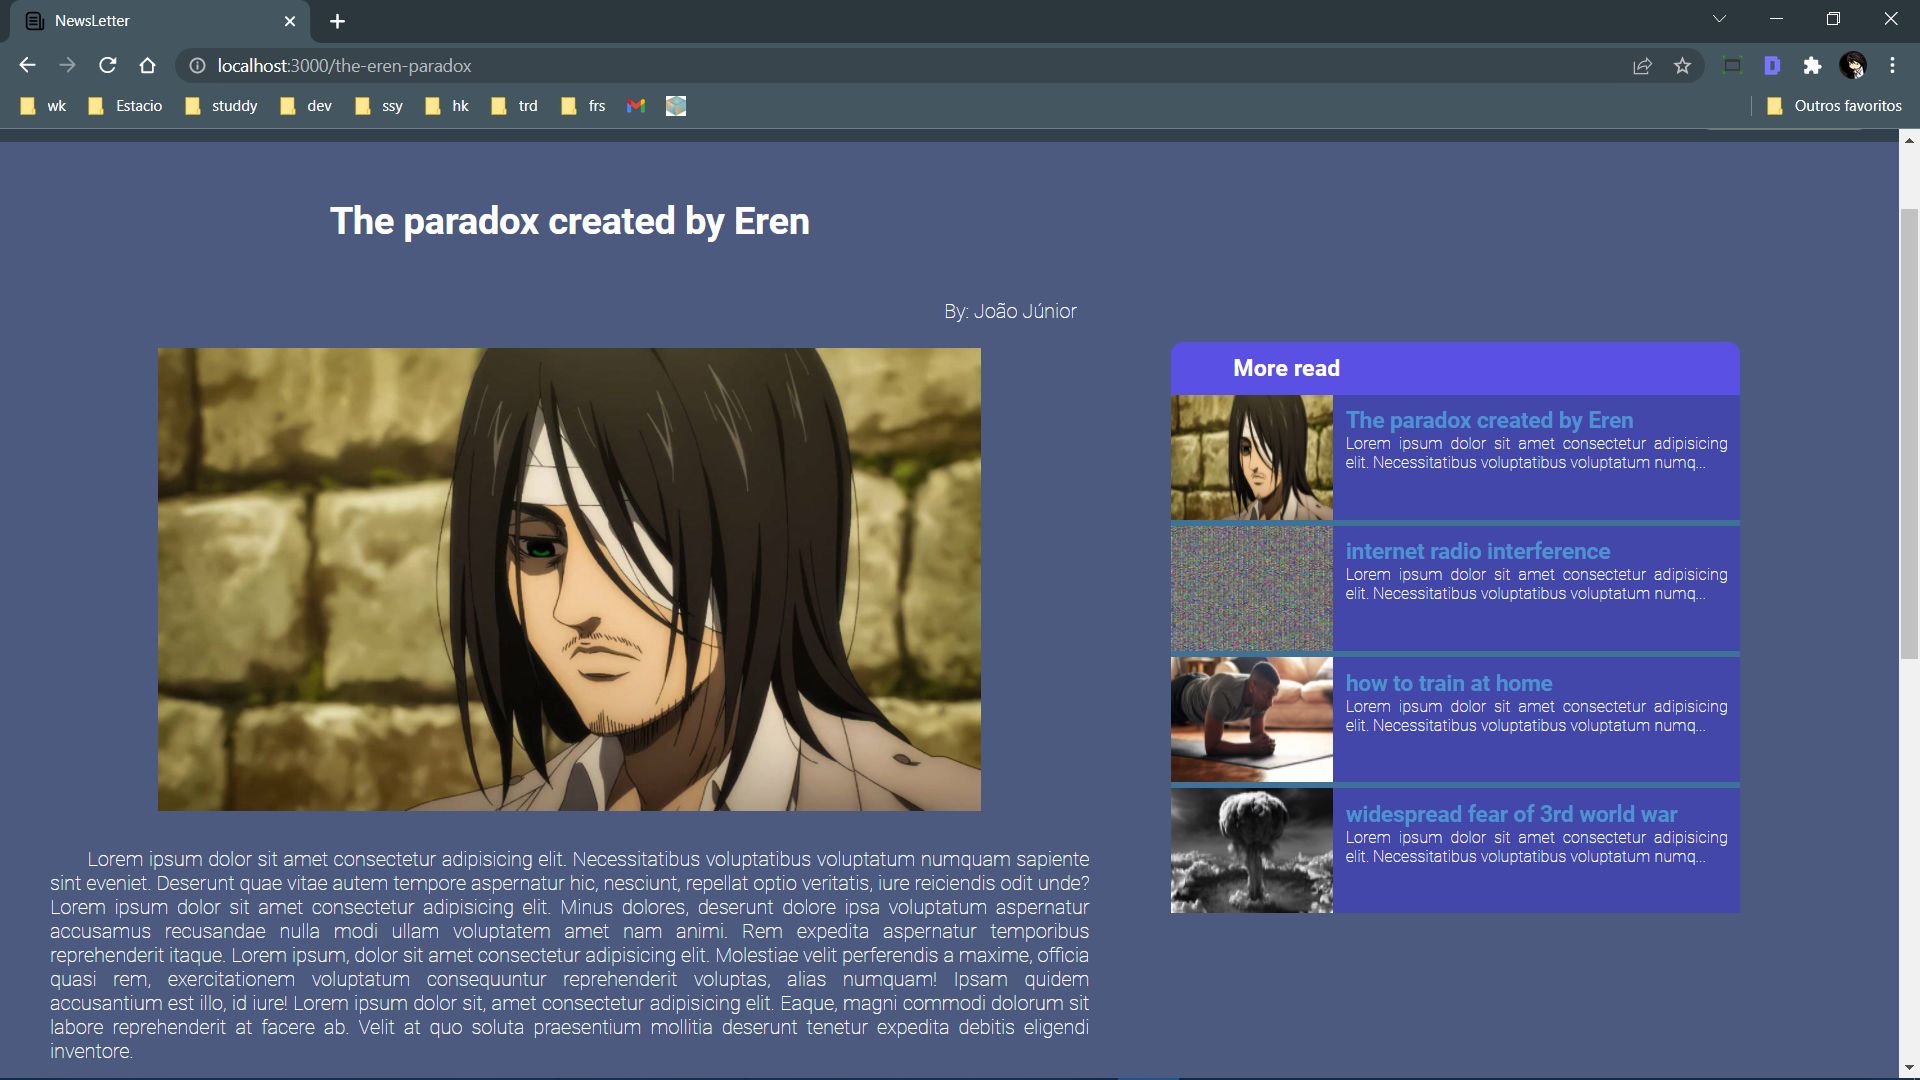 NewsLetter
localhost:3000/the-eren-paradox
wk Estacio studdy dev ssy hk trd frs Outros favoritos
The paradox created by Eren
By: João Júnior
Lorem ipsum dolor sit amet consectetur adipisicing elit. Necessitatibus voluptatibus voluptatum numquam sapiente
sint eveniet. Deserunt quae vitae autem tempore aspernatur hic, nesciunt, repellat optio veritatis, iure reiciendis odit unde?
Lorem ipsum dolor sit amet consectetur adipisicing elit. Minus dolores, deserunt dolore ipsa voluptatum aspernatur
accusamus recusandae nulla modi ullam voluptatem amet nam animi. Rem expedita aspernatur temporibus
reprehenderit itaque. Lorem ipsum, dolor sit amet consectetur adipisicing elit. Molestiae velit perferendis a maxime, officia
quasi rem, exercitationem voluptatum consequuntur reprehenderit voluptas, alias numquam! Ipsam quidem
accusantium est illo, id iure! Lorem ipsum dolor sit, amet consectetur adipisicing elit. Eaque, magni commodi dolorum sit
labore reprehenderit at facere ab. Velit at quo soluta praesentium mollitia deserunt tenetur expedita debitis eligendi
inventore.
More read
The paradox created by Eren
Lorem ipsum dolor sit amet consectetur adipisicing
elit. Necessitatibus voluptatibus voluptatum numq...
internet radio interference
Lorem ipsum dolor sit amet consectetur adipisicing
elit. Necessitatibus voluptatibus voluptatum numq...
how to train at home
Lorem ipsum dolor sit amet consectetur adipisicing
elit. Necessitatibus voluptatibus voluptatum numq...
widespread fear of 3rd world war
Lorem ipsum dolor sit amet consectetur adipisicing
elit. Necessitatibus voluptatibus voluptatum numq...